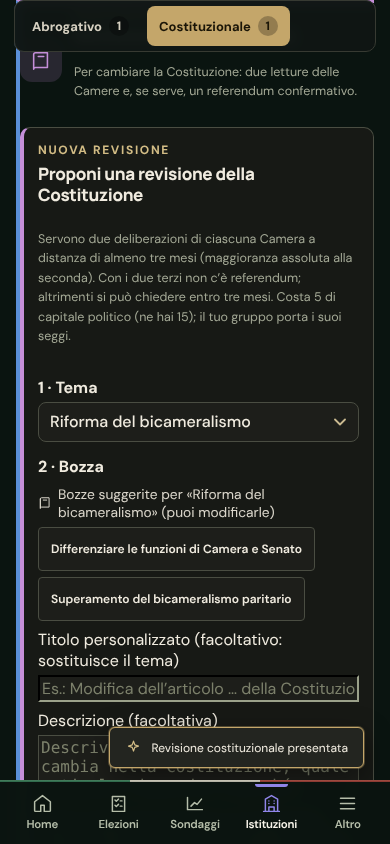 Abrogativo 1 Costituzionale 1
Per cambiare la Costituzione: due letture delle
Camere e, se serve, un referendum confermativo.
NUOVA REVISIONE
Proponi una revisione della
Costituzione
Servono due deliberazioni di ciascuna Camera a
distanza di almeno tre mesi (maggioranza assoluta alla
seconda). Con i due terzi non c’è referendum;
altrimenti si può chiedere entro tre mesi. Costa 5 di
capitale politico (ne hai 15); il tuo gruppo porta i suoi
seggi.
1 · Tema
Riforma del bicameralismo
2 · Bozza
Bozze suggerite per «Riforma del
bicameralismo» (puoi modificarle)
Differenziare le funzioni di Camera e Senato
Superamento del bicameralismo paritario
Titolo personalizzato (facoltativo:
sostituisce il tema)
Es.: Modifica dell’articolo … della Costituzio
Descrizione (facoltativa)
Descriv
Revisione costituzionale presentata
Home Elezioni Sondaggi Istituzioni Altro